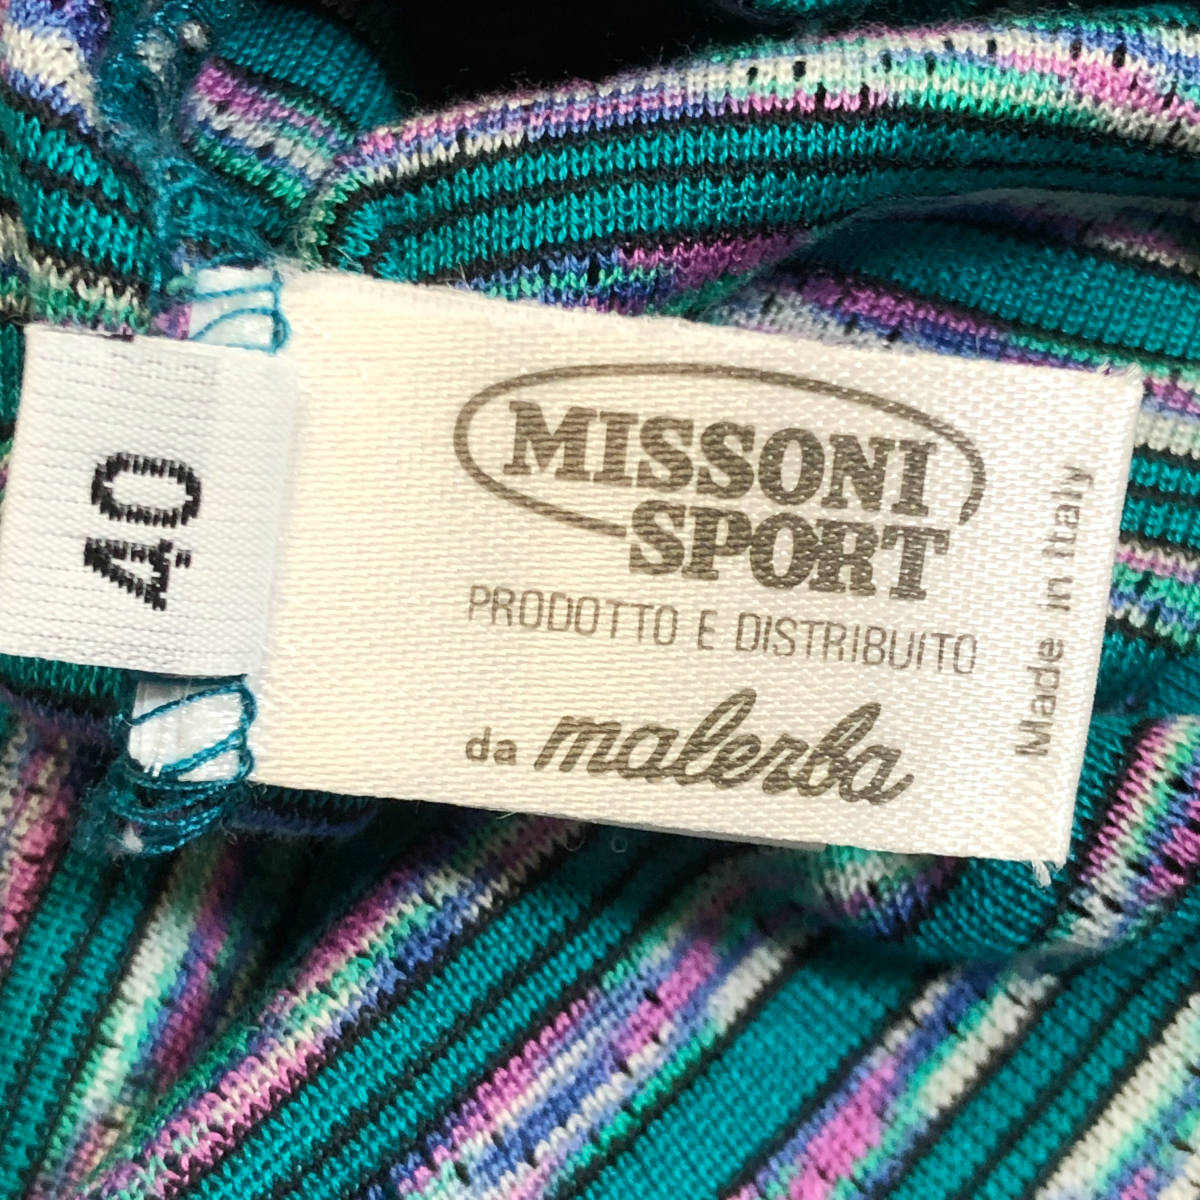 40
MISSONI
SPORT
PRODOTTO E DISTRIBUITO
da malerba
Made in Italy